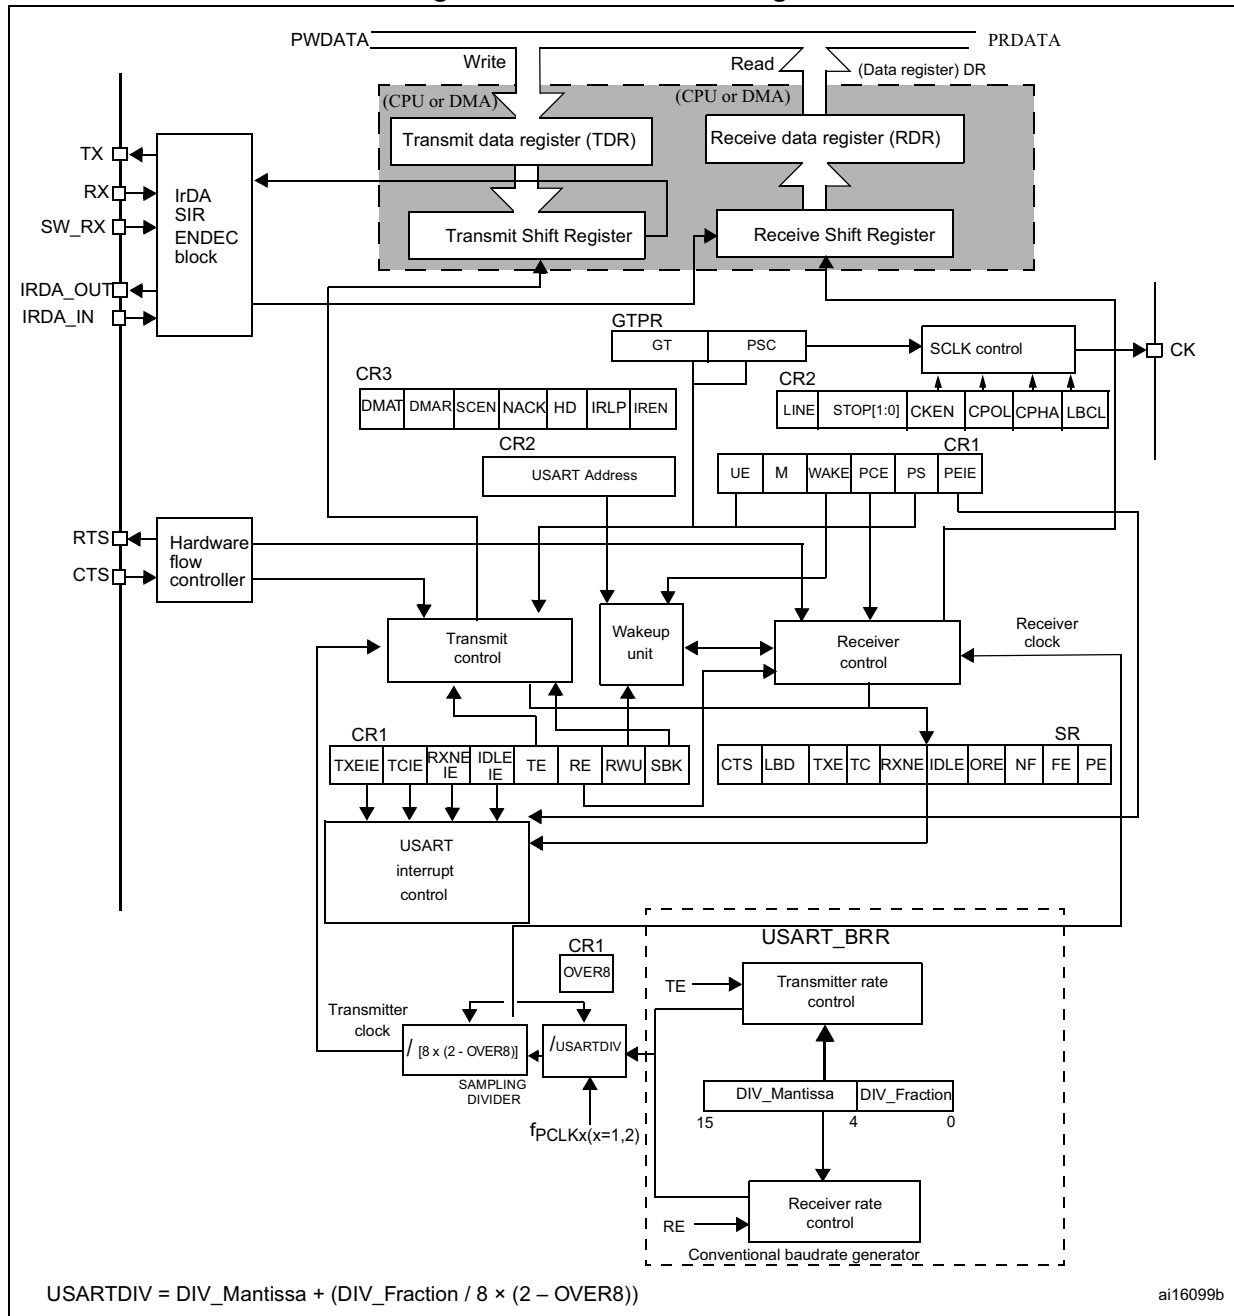 PWDATA
PRDATA
Write
Read
(Data register) DR
(CPU or DMA)
(CPU or DMA)
Transmit data register (TDR)
Receive data register (RDR)
TX
RX
SW_RX
IRDA_OUT
IRDA_IN
IrDA
SIR
ENDEC
block
Transmit Shift Register
Receive Shift Register
GTPR
GT
PSC
SCLK control
CK
CR3
DMAT DMAR SCEN NACK HD IRLP IREN
CR2
LINE STOP[1:0] CKEN CPOL CPHA LBCL
CR2
USART Address
CR1
UE M WAKE PCE PS PEIE
RTS
CTS
Hardware
flow
controller
Transmit
control
Wakeup
unit
Receiver
control
Receiver
clock
CR1
TXEIE TCIE RXNE IE IDLE IE TE RE RWU SBK
SR
CTS LBD TXE TC RXNE IDLE ORE NF FE PE
USART
interrupt
control
USART_BRR
CR1
OVER8
TE
Transmitter rate
control
Transmitter
clock
/ [8 x (2 - OVER8)]
/USARTDIV
SAMPLING
DIVIDER
fPCLKx(x=1,2)
DIV_Mantissa DIV_Fraction
15 4 0
RE
Receiver rate
control
Conventional baudrate generator
USARTDIV = DIV_Mantissa + (DIV_Fraction / 8 × (2 – OVER8))
ai16099b